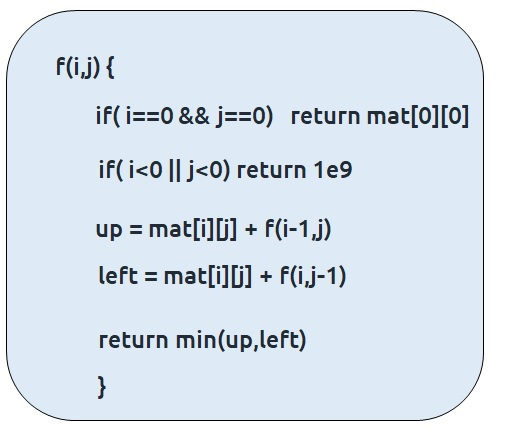 f(i,j) {
if( i==0 && j==0) return mat[0][0]
if( i<0 || j<0) return 1e9
up = mat[i][j] + f(i-1,j)
left = mat[i][j] + f(i,j-1)
return min(up,left)
}